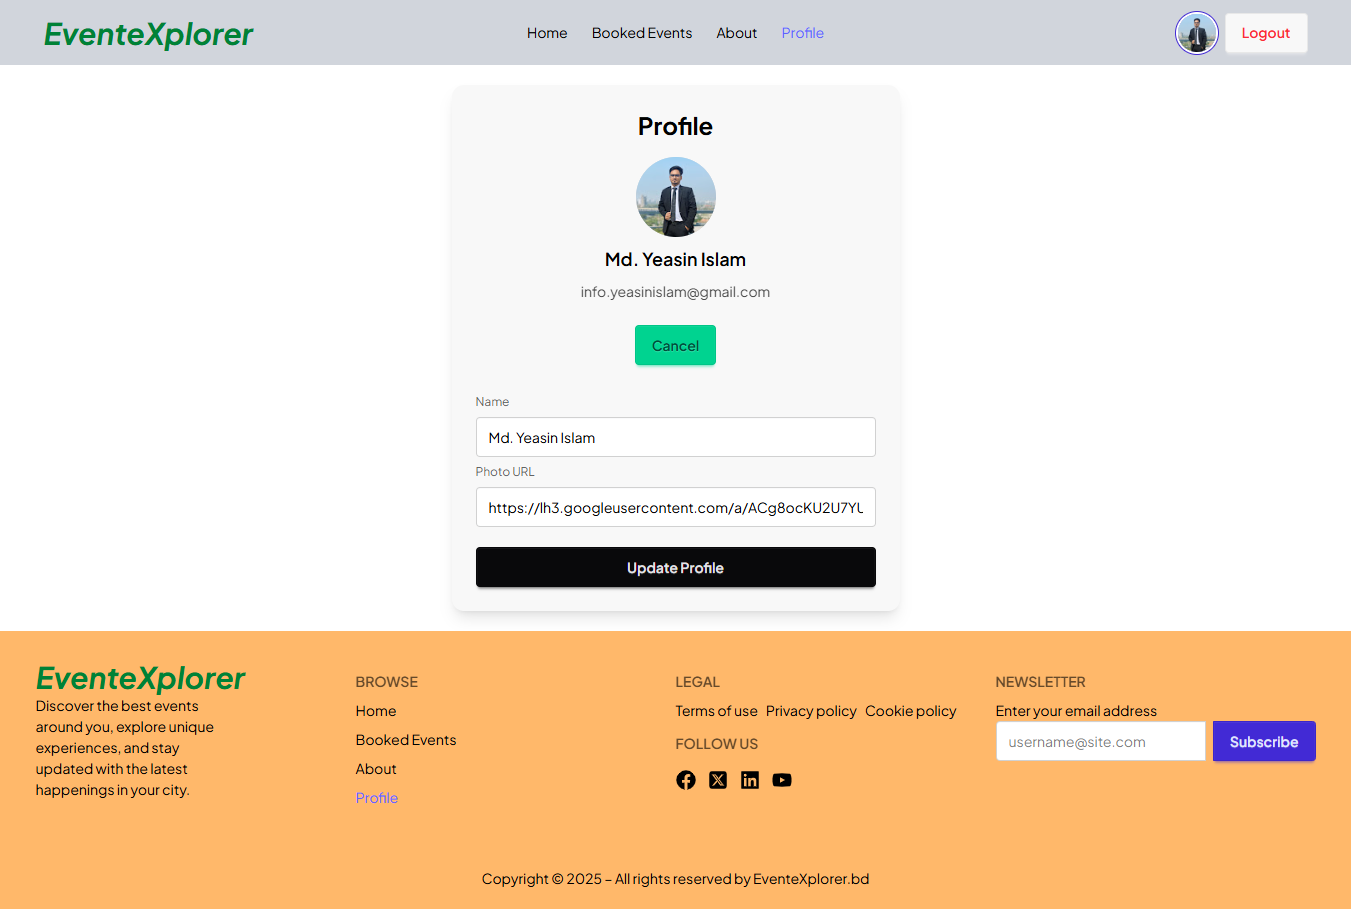 EventeXplorer
Home Booked Events About Profile
Logout
Profile
Md. Yeasin Islam
info.yeasinislam@gmail.com
Cancel
Name
Md. Yeasin Islam
Photo URL
https://lh3.googleusercontent.com/a/ACg8ocKU2U7YU
Update Profile
EventeXplorer
Discover the best events
around you, explore unique
experiences, and stay
updated with the latest
happenings in your city.
BROWSE
Home
Booked Events
About
Profile
LEGAL
Terms of use Privacy policy Cookie policy
FOLLOW US
NEWSLETTER
Enter your email address
username@site.com
Subscribe
Copyright © 2025 – All rights reserved by EventeXplorer.bd